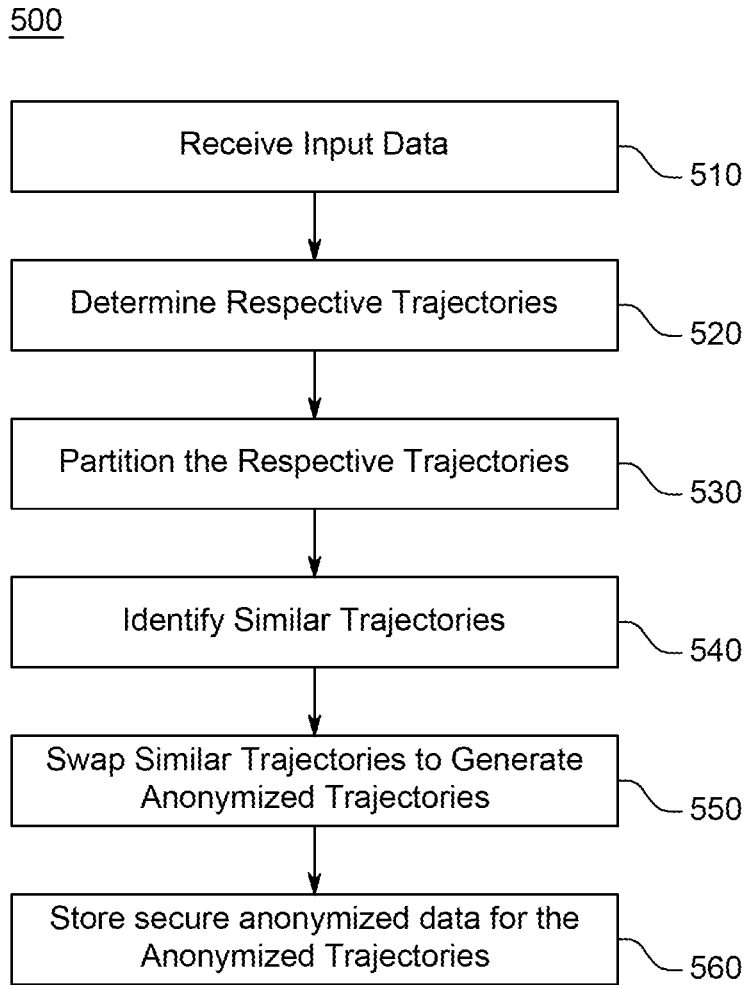 500
Receive Input Data
510
Determine Respective Trajectories
520
Partition the Respective Trajectories
530
Identify Similar Trajectories
540
Swap Similar Trajectories to Generate
Anonymized Trajectories
550
Store secure anonymized data for the
Anonymized Trajectories
560